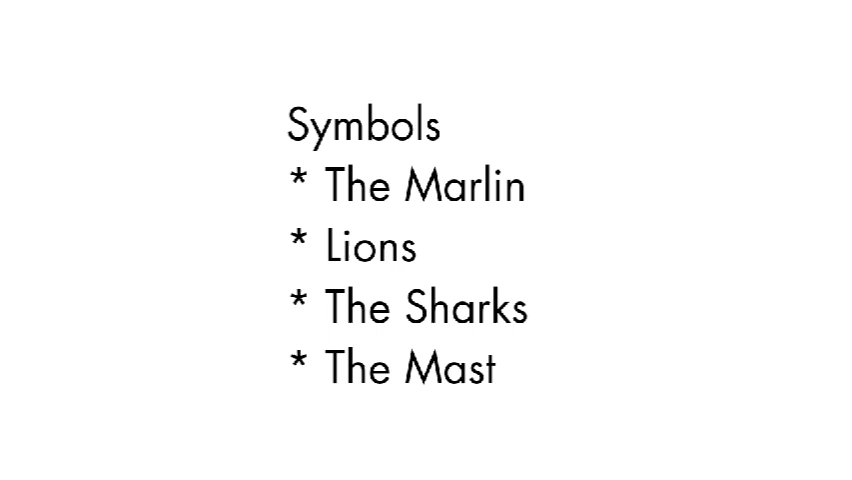 Symbols
* The Marlin
* Lions
* The Sharks
* The Mast